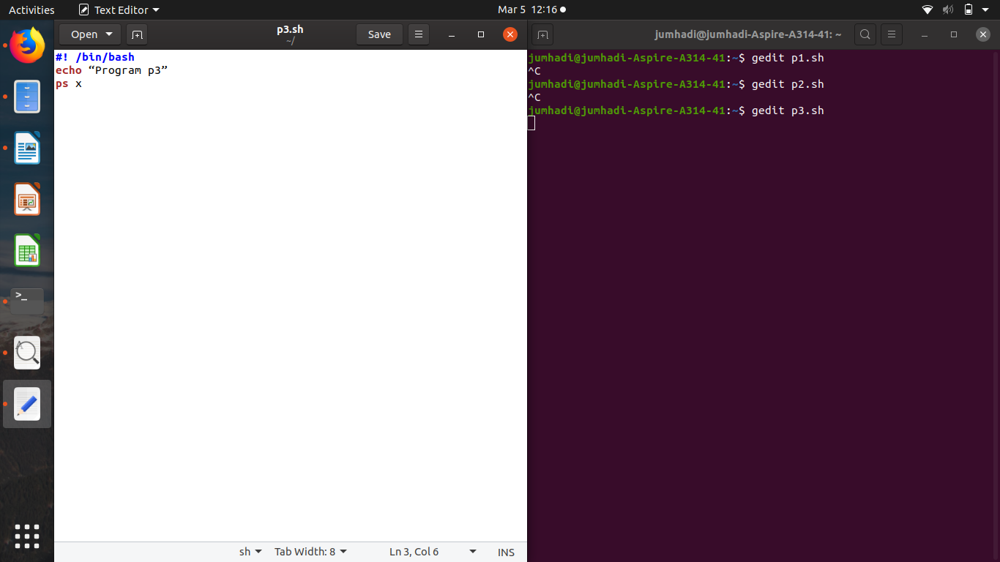 Activities Text Editor Mar 5 12:16
Open p3.sh Save
~/
jumhadi@jumhadi-Aspire-A314-41: ~
#! /bin/bash
echo “Program p3”
ps x
jumhadi@jumhadi-Aspire-A314-41:~$ gedit p1.sh
^C
jumhadi@jumhadi-Aspire-A314-41:~$ gedit p2.sh
^C
jumhadi@jumhadi-Aspire-A314-41:~$ gedit p3.sh
>_
A
sh Tab Width: 8 Ln 3, Col 6 INS